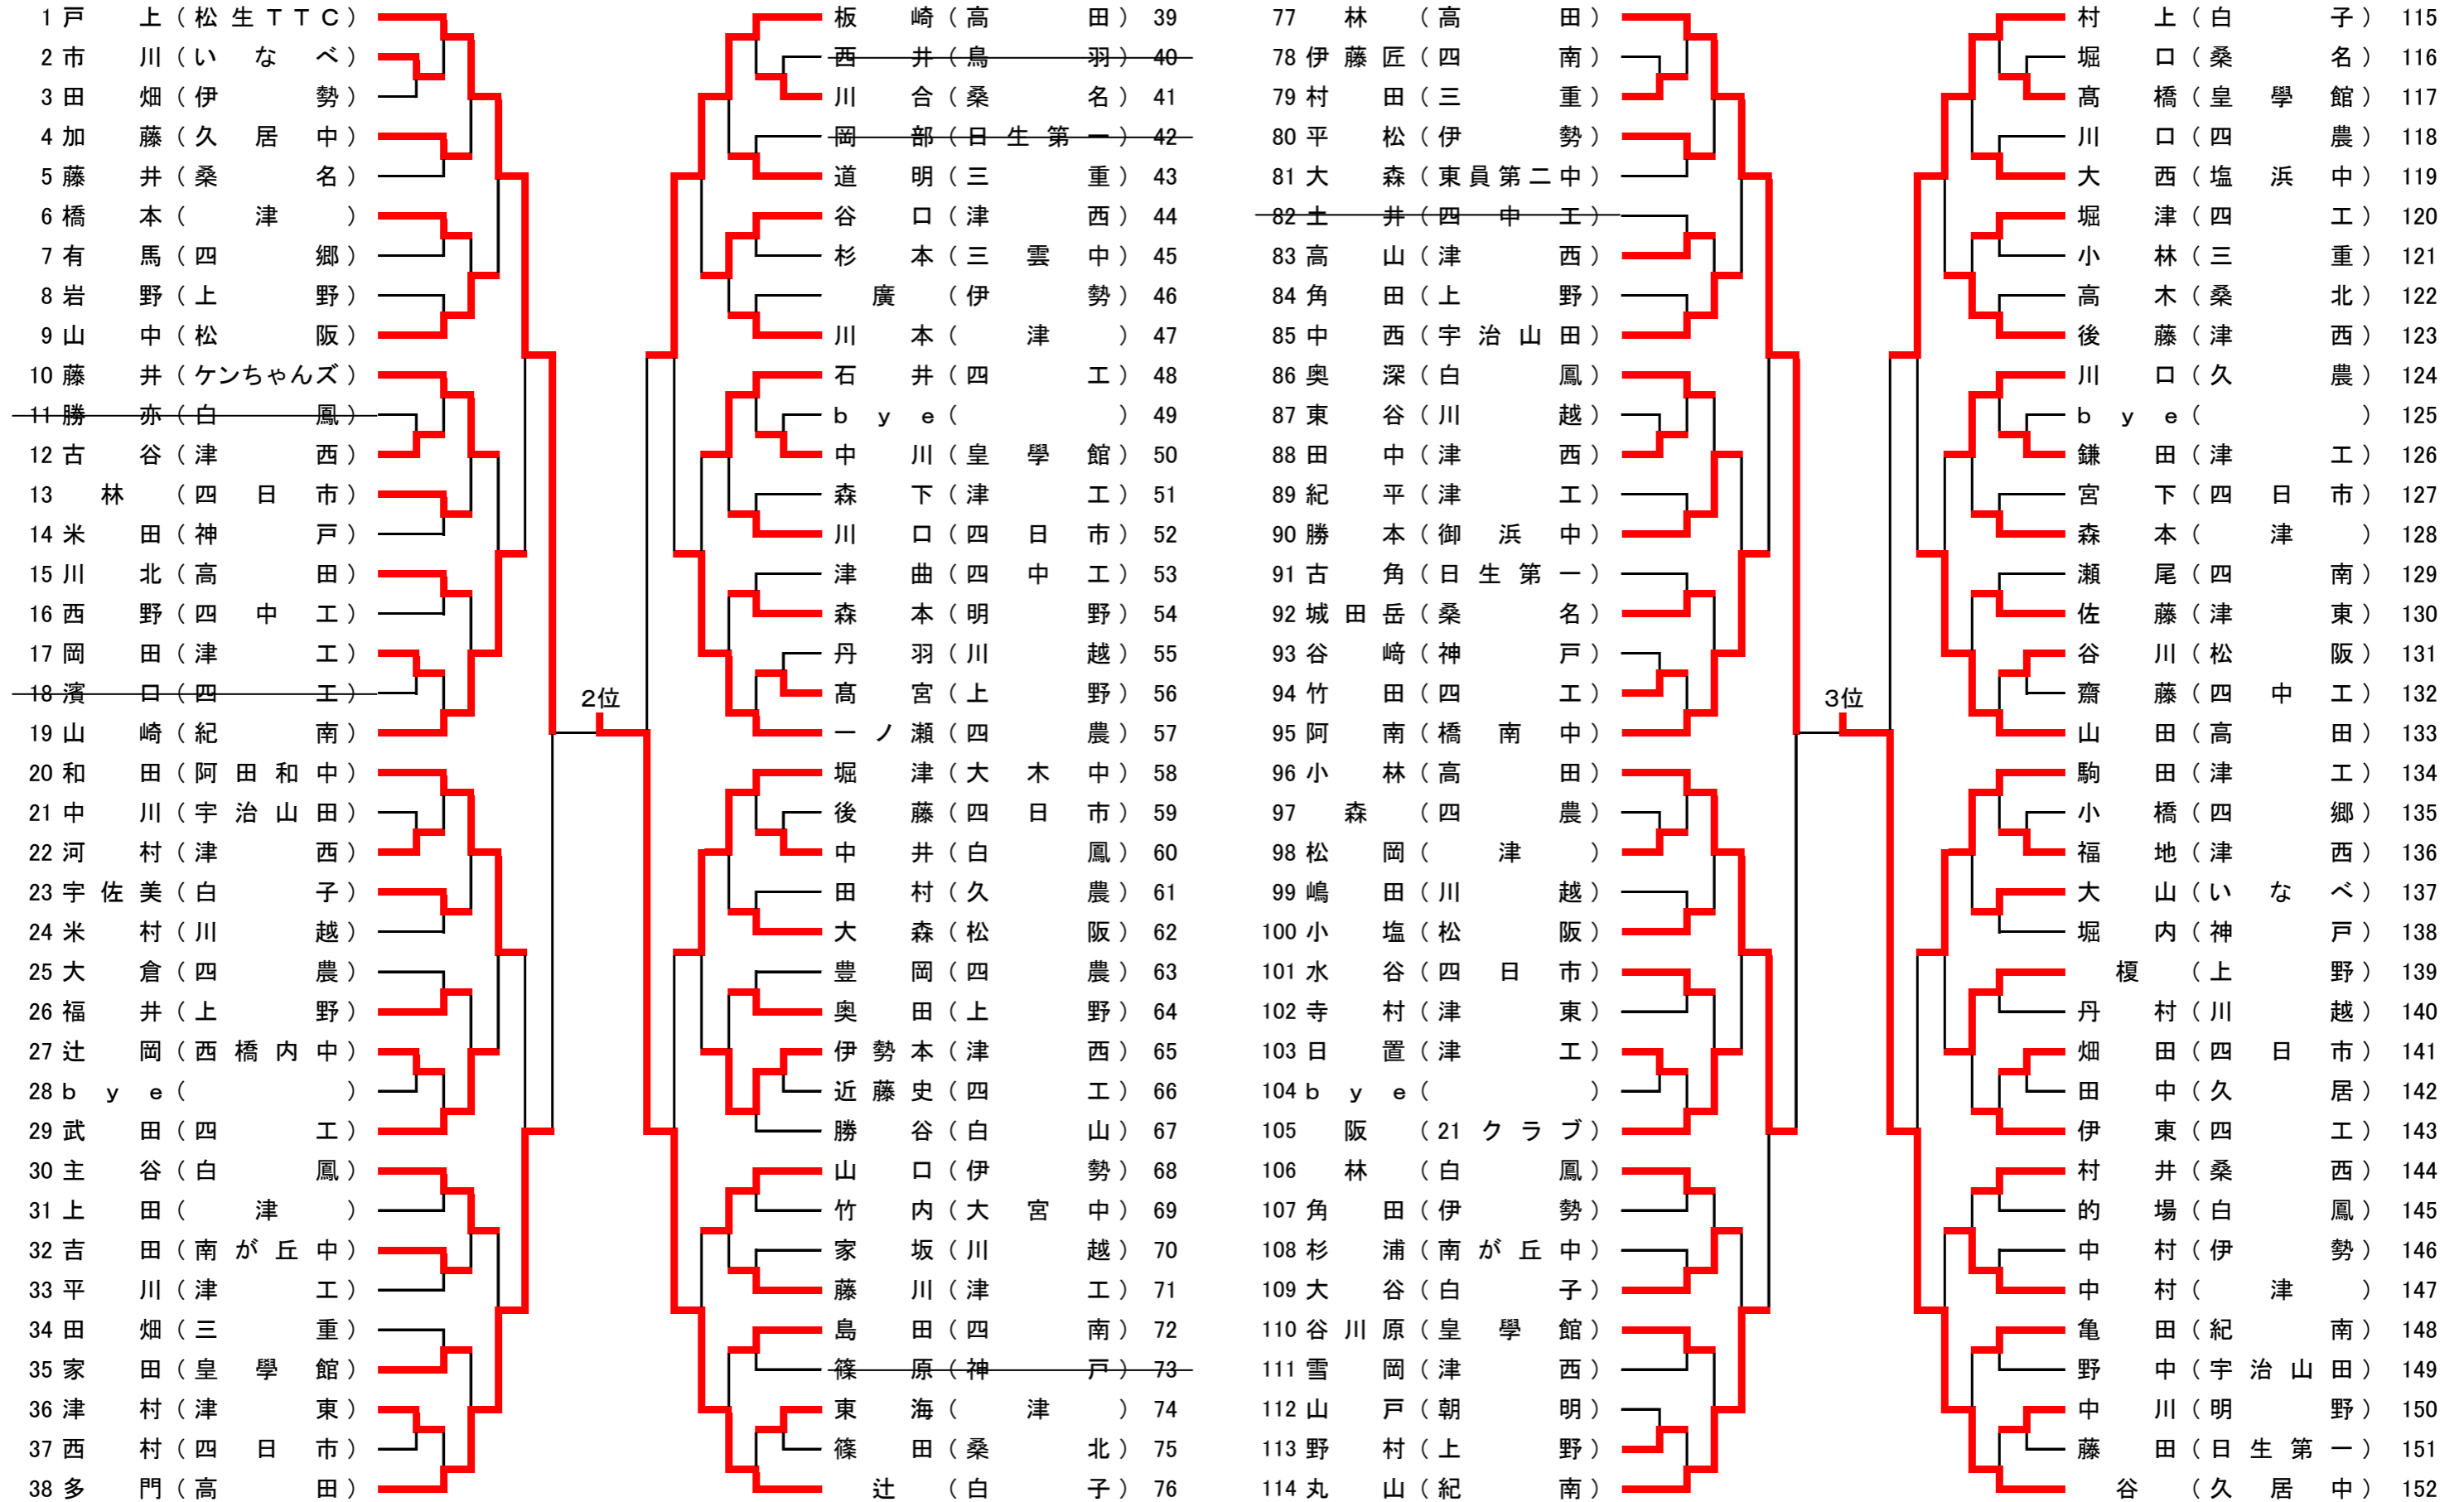 1 戸上（松生ＴＴＣ）
2 市川（いなべ）
3 田畑（伊勢）
4 加藤（久居中）
5 藤井（桑名）
6 橋本（津）
7 有馬（四郷）
8 岩野（上野）
9 山中（松阪）
10 藤井（ケンちゃんズ）
11 勝亦（白鳳）
12 古谷（津西）
13 林（四日市）
14 米田（神戸）
15 川北（高田）
16 西野（四中工）
17 岡田（津工）
18 濱口（四工）
19 山崎（紀南）
20 和田（阿田和中）
21 中川（宇治山田）
22 河村（津西）
23 宇佐美（白子）
24 米村（川越）
25 大倉（四農）
26 福井（上野）
27 辻岡（西橋内中）
28 ｂｙｅ（ ）
29 武田（四工）
30 主谷（白鳳）
31 上田（津）
32 吉田（南が丘中）
33 平川（津工）
34 田畑（三重）
35 家田（皇學館）
36 津村（津東）
37 西村（四日市）
38 多門（高田）
2位
板崎（高田） 39
西井（鳥羽） 40
川合（桑名） 41
岡部（日生第一） 42
道明（三重） 43
谷口（津西） 44
杉本（三雲中） 45
廣（伊勢） 46
川本（津） 47
石井（四工） 48
ｂｙｅ（ ） 49
中川（皇學館） 50
森下（津工） 51
川口（四日市） 52
津曲（四中工） 53
森本（明野） 54
丹羽（川越） 55
髙宮（上野） 56
一ノ瀬（四農） 57
堀津（大木中） 58
後藤（四日市） 59
中井（白鳳） 60
田村（久農） 61
大森（松阪） 62
豊岡（四農） 63
奥田（上野） 64
伊勢本（津西） 65
近藤史（四工） 66
勝谷（白山） 67
山口（伊勢） 68
竹内（大宮中） 69
家坂（川越） 70
藤川（津工） 71
島田（四南） 72
篠原（神戸） 73
東海（津） 74
篠田（桑北） 75
辻（白子） 76
77 林（高田）
78 伊藤匠（四南）
79 村田（三重）
80 平松（伊勢）
81 大森（東員第二中）
82 土井（四中工）
83 高山（津西）
84 角田（上野）
85 中西（宇治山田）
86 奥深（白鳳）
87 東谷（川越）
88 田中（津西）
89 紀平（津工）
90 勝本（御浜中）
91 古角（日生第一）
92 城田岳（桑名）
93 谷﨑（神戸）
94 竹田（四工）
95 阿南（橋南中）
96 小林（高田）
97 森（四農）
98 松岡（津）
99 嶋田（川越）
100 小塩（松阪）
101 水谷（四日市）
102 寺村（津東）
103 日置（津工）
104 ｂｙｅ（ ）
105 阪（21クラブ）
106 林（白鳳）
107 角田（伊勢）
108 杉浦（南が丘中）
109 大谷（白子）
110 谷川原（皇學館）
111 雪岡（津西）
112 山戸（朝明）
113 野村（上野）
114 丸山（紀南）
3位
村上（白子） 115
堀口（桑名） 116
髙橋（皇學館） 117
川口（四農） 118
大西（塩浜中） 119
堀津（四工） 120
小林（三重） 121
高木（桑北） 122
後藤（津西） 123
川口（久農） 124
ｂｙｅ（ ） 125
鎌田（津工） 126
宮下（四日市） 127
森本（津） 128
瀬尾（四南） 129
佐藤（津東） 130
谷川（松阪） 131
齋藤（四中工） 132
山田（高田） 133
駒田（津工） 134
小橋（四郷） 135
福地（津西） 136
大山（いなべ） 137
堀内（神戸） 138
榎（上野） 139
丹村（川越） 140
畑田（四日市） 141
田中（久居） 142
伊東（四工） 143
村井（桑西） 144
的場（白鳳） 145
中村（伊勢） 146
中村（津） 147
亀田（紀南） 148
野中（宇治山田） 149
中川（明野） 150
藤田（日生第一） 151
谷（久居中） 152